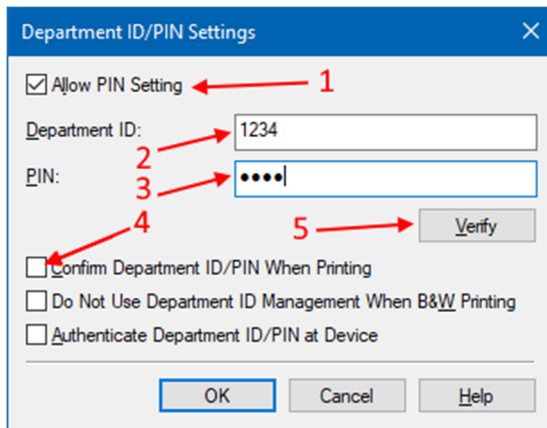 Department ID/PIN Settings
Allow PIN Setting 1
Department ID: 1234
2
PIN: ••••
3
4
5 Verify
Confirm Department ID/PIN When Printing
Do Not Use Department ID Management When B&W Printing
Authenticate Department ID/PIN at Device
OK Cancel Help